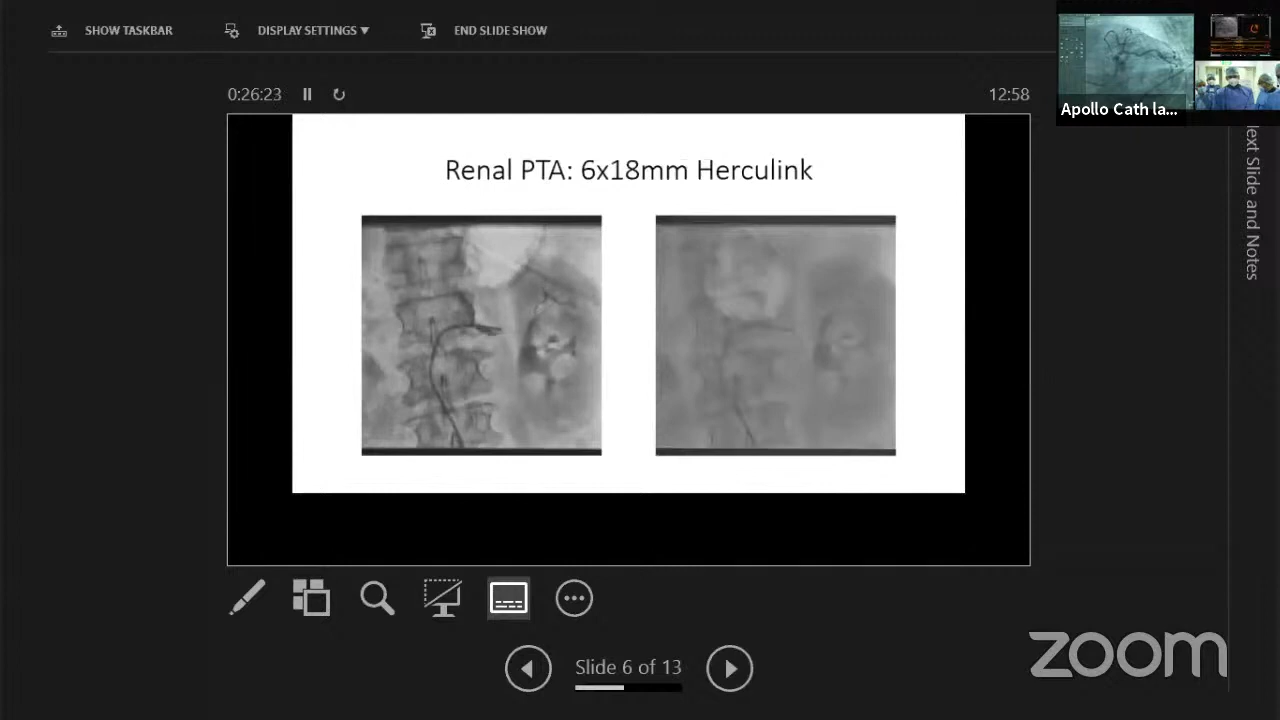 SHOW TASKBAR
DISPLAY SETTINGS ▼
END SLIDE SHOW
Apollo Cath la...
0:26:23
12:58
Renal PTA: 6x18mm Herculink
Slide and Notes
Slide 6 of 13
zoom